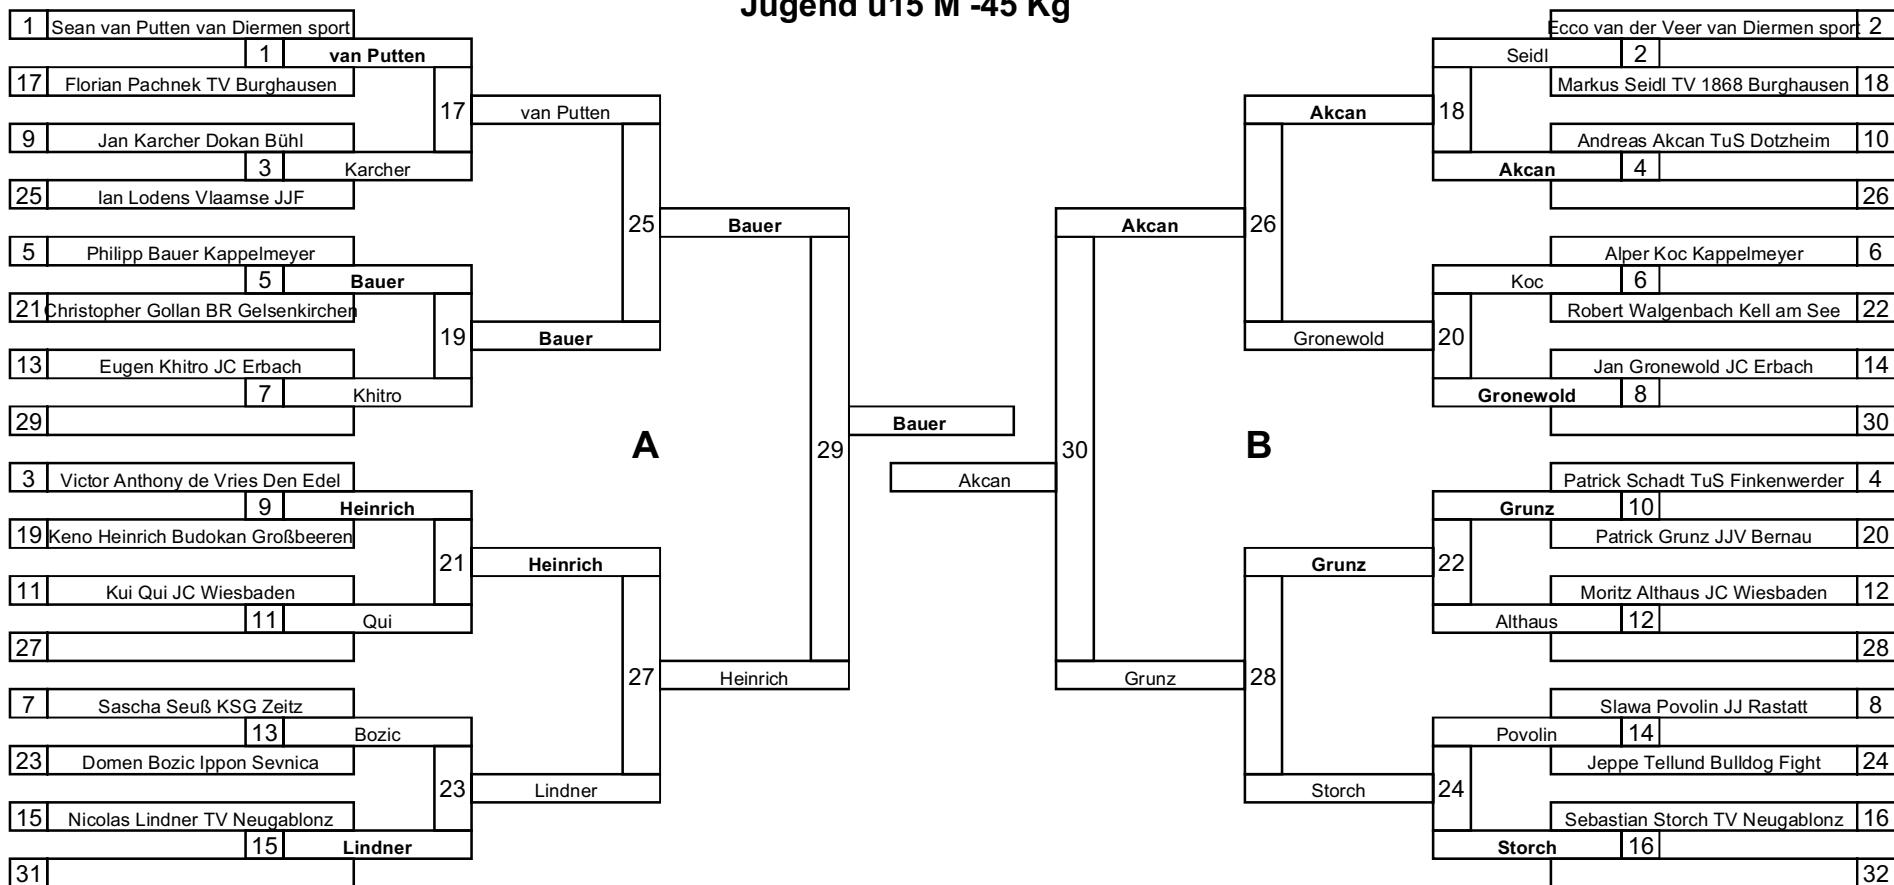 Jugend u15 M -45 Kg
1 Sean van Putten van Diermen sport
1 van Putten
17 Florian Pachnek TV Burghausen
17 van Putten
9 Jan Karcher Dokan Bühl
3 Karcher
25 Ian Lodens Vlaamse JJF
25 Bauer
5 Philipp Bauer Kappelmeyer
5 Bauer
21 Christopher Gollan BR Gelsenkirchen
19 Bauer
13 Eugen Khitro JC Erbach
7 Khitro
29
A
29 Bauer
3 Victor Anthony de Vries Den Edel
9 Heinrich
19 Keno Heinrich Budokan Großbeeren
21 Heinrich
11 Kui Qui JC Wiesbaden
11 Qui
27
27 Heinrich
7 Sascha Seuß KSG Zeitz
13 Bozic
23 Domen Bozic Ippon Sevnica
23 Lindner
15 Nicolas Lindner TV Neugablonz
15 Lindner
31
Ecco van der Veer van Diermen sport 2
Seidl 2
Markus Seidl TV 1868 Burghausen 18
Akcan 18
Andreas Akcan TuS Dotzheim 10
Akcan 4
26
Akcan 26
Alper Koc Kappelmeyer 6
Koc 6
Robert Walgenbach Kell am See 22
Gronewold 20
Jan Gronewold JC Erbach 14
Gronewold 8
30
B
Akcan 30
Patrick Schadt TuS Finkenwerder 4
Grunz 10
Patrick Grunz JJV Bernau 20
Grunz 22
Moritz Althaus JC Wiesbaden 12
Althaus 12
28
Grunz 28
Slawa Povolin JJ Rastatt 8
Povolin 14
Jeppe Tellund Bulldog Fight 24
Storch 24
Sebastian Storch TV Neugablonz 16
Storch 16
32